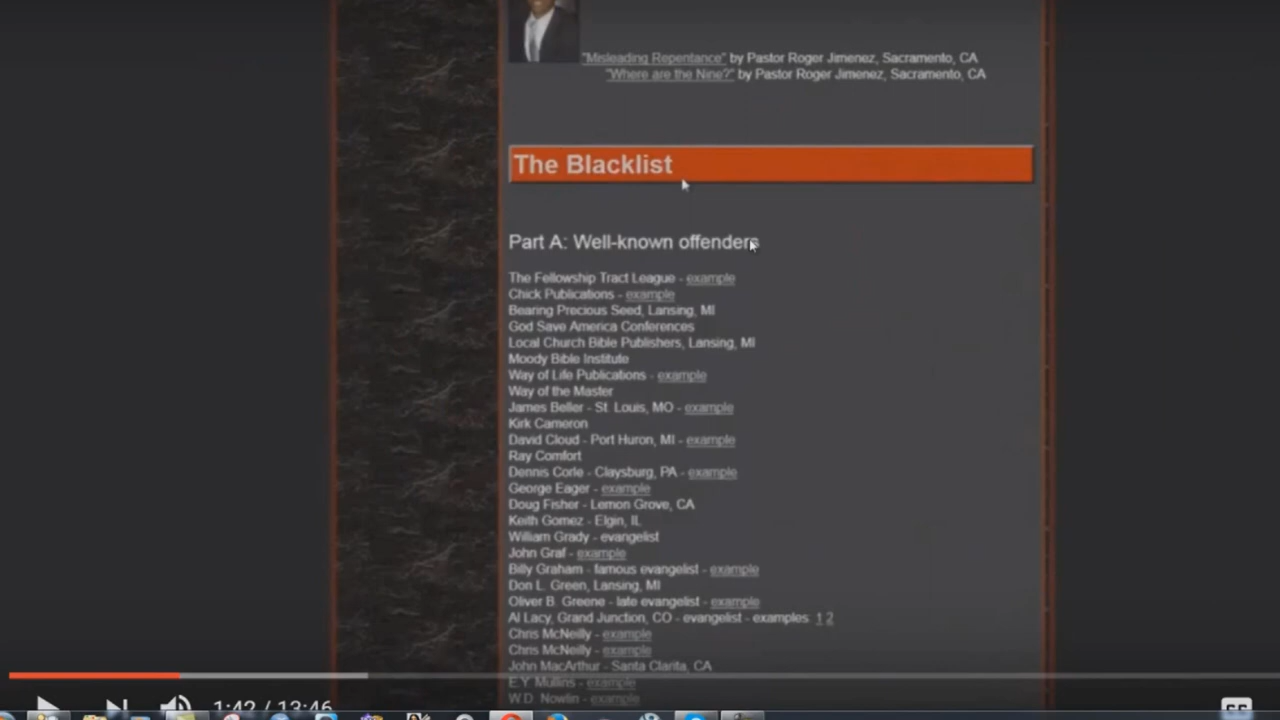 "Misleading Repentance" by Pastor Roger Jimenez, Sacramento, CA
"Where are the Nine?" by Pastor Roger Jimenez, Sacramento, CA
The Blacklist
Part A: Well-known offenders
The Fellowship Tract League - example
Chick Publications - example
Bearing Precious Seed, Lansing, MI
God Save America Conferences
Local Church Bible Publishers, Lansing, MI
Moody Bible Institute
Way of Life Publications - example
Way of the Master
James Beller - St. Louis, MO - example
Kirk Cameron
David Cloud - Port Huron, MI - example
Ray Comfort
Dennis Corle - Claysburg, PA - example
George Eager - example
Doug Fisher - Lemon Grove, CA
Keith Gomez - Elgin, IL
William Grady - evangelist
John Graf - example
Billy Graham - famous evangelist - example
Don L. Green, Lansing, MI
Oliver B. Greene - late evangelist - example
Al Lacy, Grand Junction, CO - evangelist - examples 1 2
Chris McNeilly - example
Chris McNeilly - example
John MacArthur - Santa Clarita, CA
E.Y. Mullins - example
W.D. Nowlin - example
1:42 / 13:46